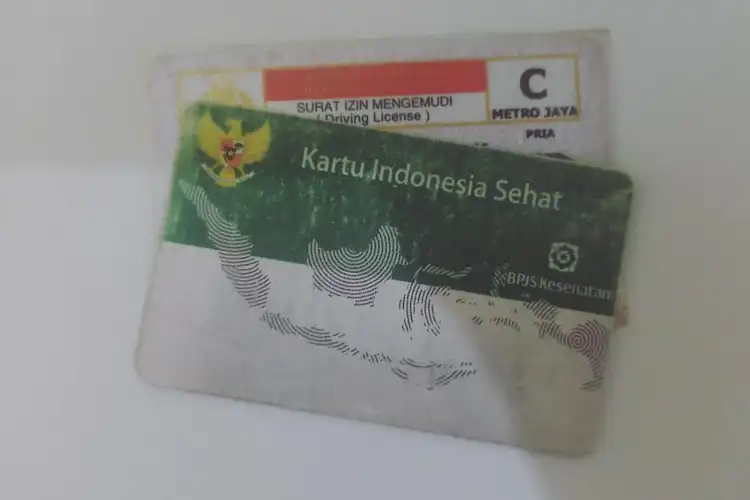 SURAT IZIN MENGEMUDI
( Driving License )
C
METRO JAYA
PRIA
Kartu Indonesia Sehat
BPJS Kesehatan